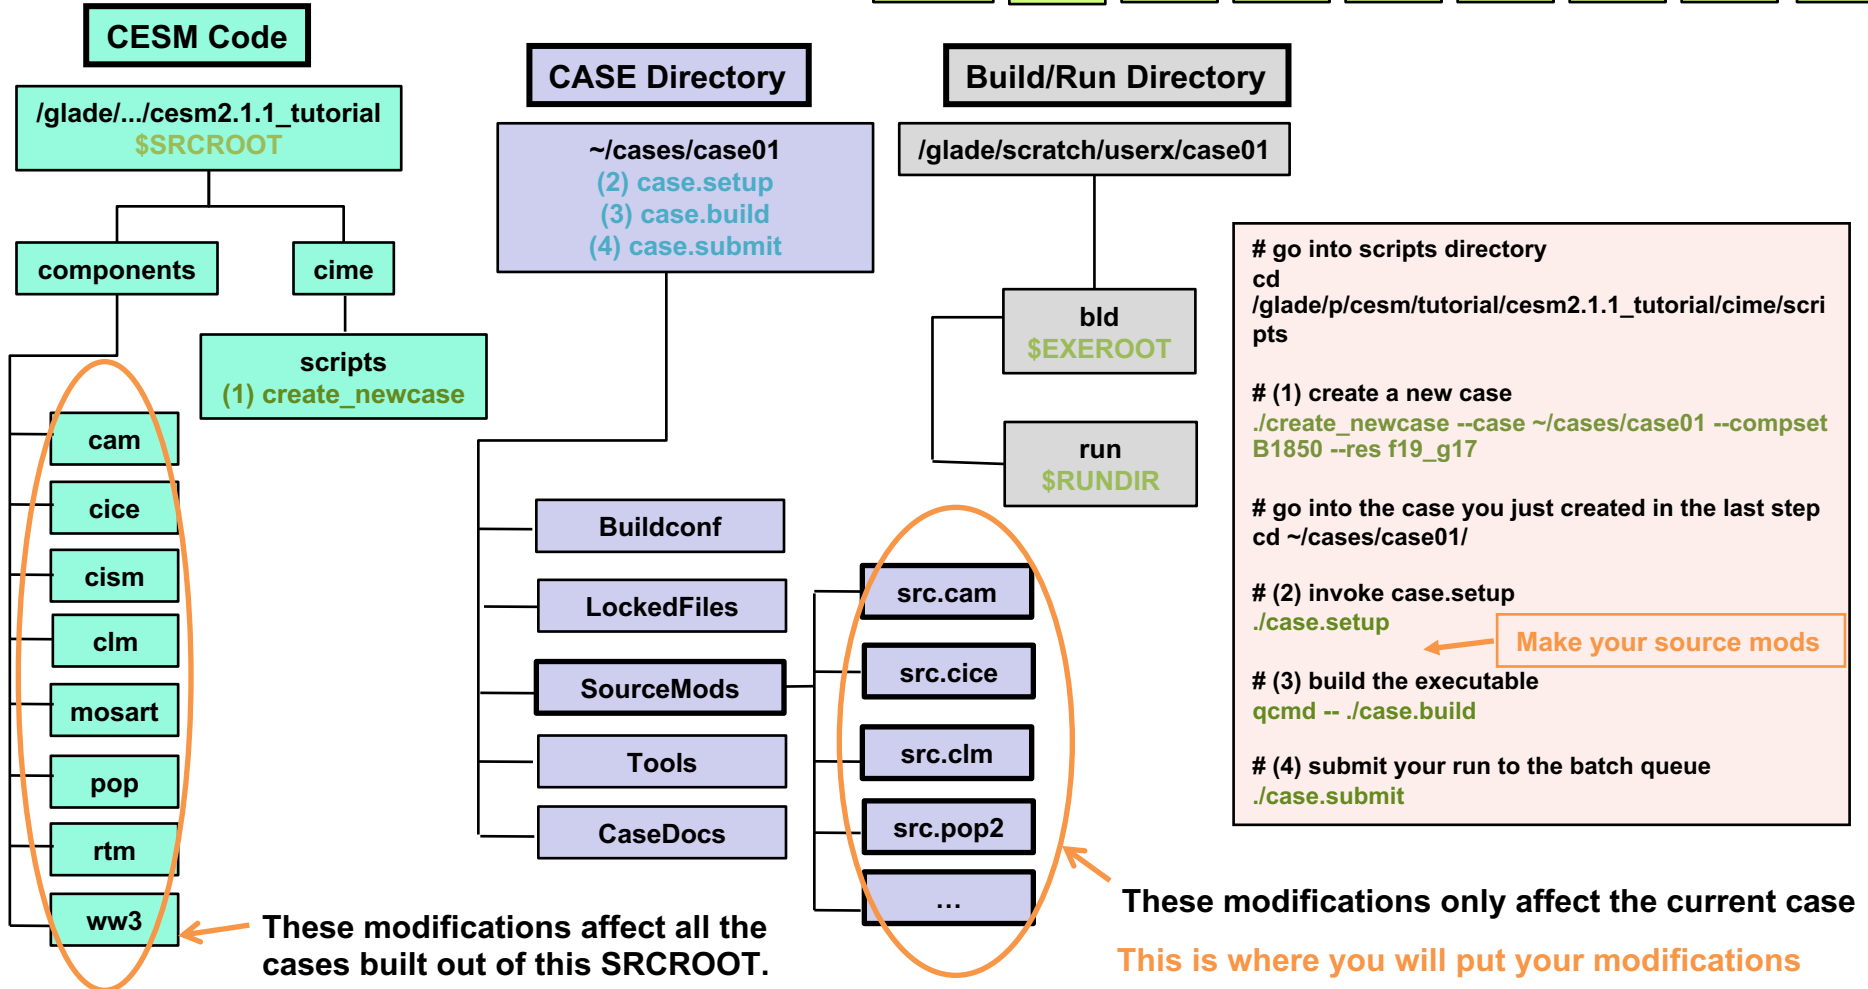 CESM Code
/glade/.../cesm2.1.1_tutorial
$SRCROOT
components
cime
scripts
(1) create_newcase
cam
cice
cism
clm
mosart
pop
rtm
ww3
These modifications affect all the
cases built out of this SRCROOT.
CASE Directory
~/cases/case01
(2) case.setup
(3) case.build
(4) case.submit
Buildconf
LockedFiles
SourceMods
Tools
CaseDocs
src.cam
src.cice
src.clm
src.pop2
...
Build/Run Directory
/glade/scratch/userx/case01
bld
$EXEROOT
run
$RUNDIR
# go into scripts directory
cd
/glade/p/cesm/tutorial/cesm2.1.1_tutorial/cime/scri
pts
# (1) create a new case
./create_newcase --case ~/cases/case01 --compset
B1850 --res f19_g17
# go into the case you just created in the last step
cd ~/cases/case01/
# (2) invoke case.setup
./case.setup
Make your source mods
# (3) build the executable
qcmd -- ./case.build
# (4) submit your run to the batch queue
./case.submit
These modifications only affect the current case
This is where you will put your modifications